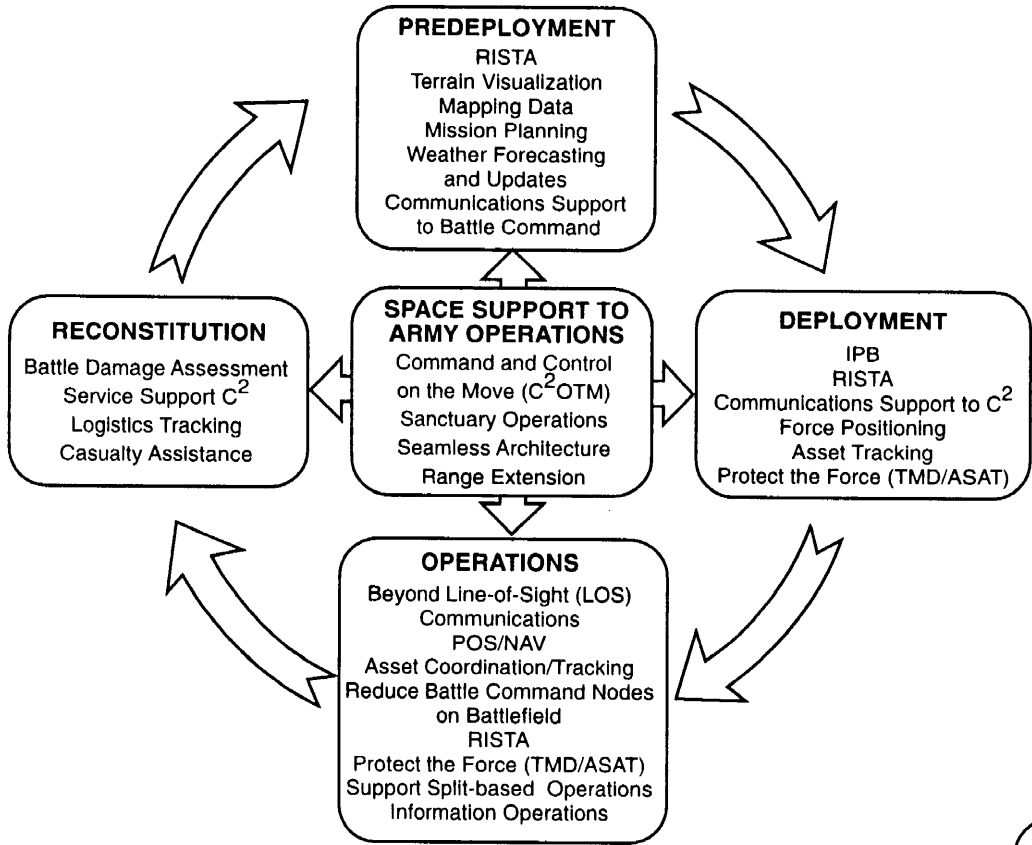 PREDEPLOYMENT
RISTA
Terrain Visualization
Mapping Data
Mission Planning
Weather Forecasting
and Updates
Communications Support
to Battle Command
RECONSTITUTION
Battle Damage Assessment
Service Support C²
Logistics Tracking
Casualty Assistance
SPACE SUPPORT TO
ARMY OPERATIONS
Command and Control
on the Move (C²OTM)
Sanctuary Operations
Seamless Architecture
Range Extension
DEPLOYMENT
IPB
RISTA
Communications Support to C²
Force Positioning
Asset Tracking
Protect the Force (TMD/ASAT)
OPERATIONS
Beyond Line-of-Sight (LOS)
Communications
POS/NAV
Asset Coordination/Tracking
Reduce Battle Command Nodes
on Battlefield
RISTA
Protect the Force (TMD/ASAT)
Support Split-based Operations
Information Operations